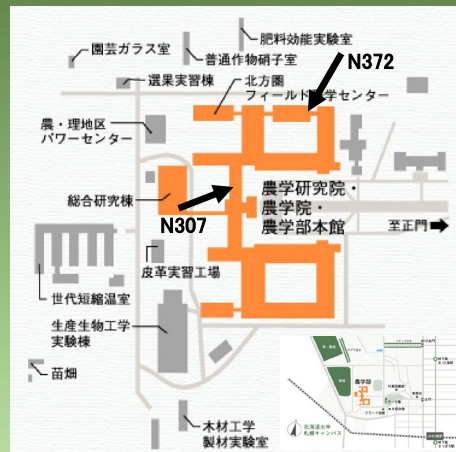 肥料効能実験室
園芸ガラス室
普通作物硝子室
N372
選果実習棟
北方圏
フィールド科学センター
農・理地区
パワーセンター
総合研究棟
農学研究院・
農学院・
農学部本館
N307
至正門
皮革実習工場
世代短縮温室
生産生物工学
実験棟
苗畑
農学部
木材工学
製材実験室
北海道大学
札幌キャンパス